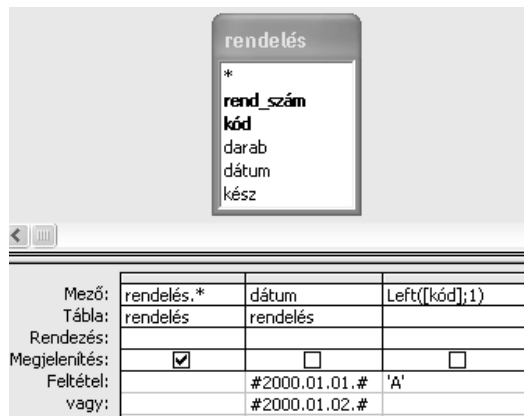 rendelés
*
rend_szám
kód
darab
dátum
kész
Mező: rendelés.* dátum Left([kód];1)
Tábla: rendelés rendelés
Rendezés:
Megjelenítés:
Feltétel: #2000.01.01.# 'A'
vagy: #2000.01.02.#